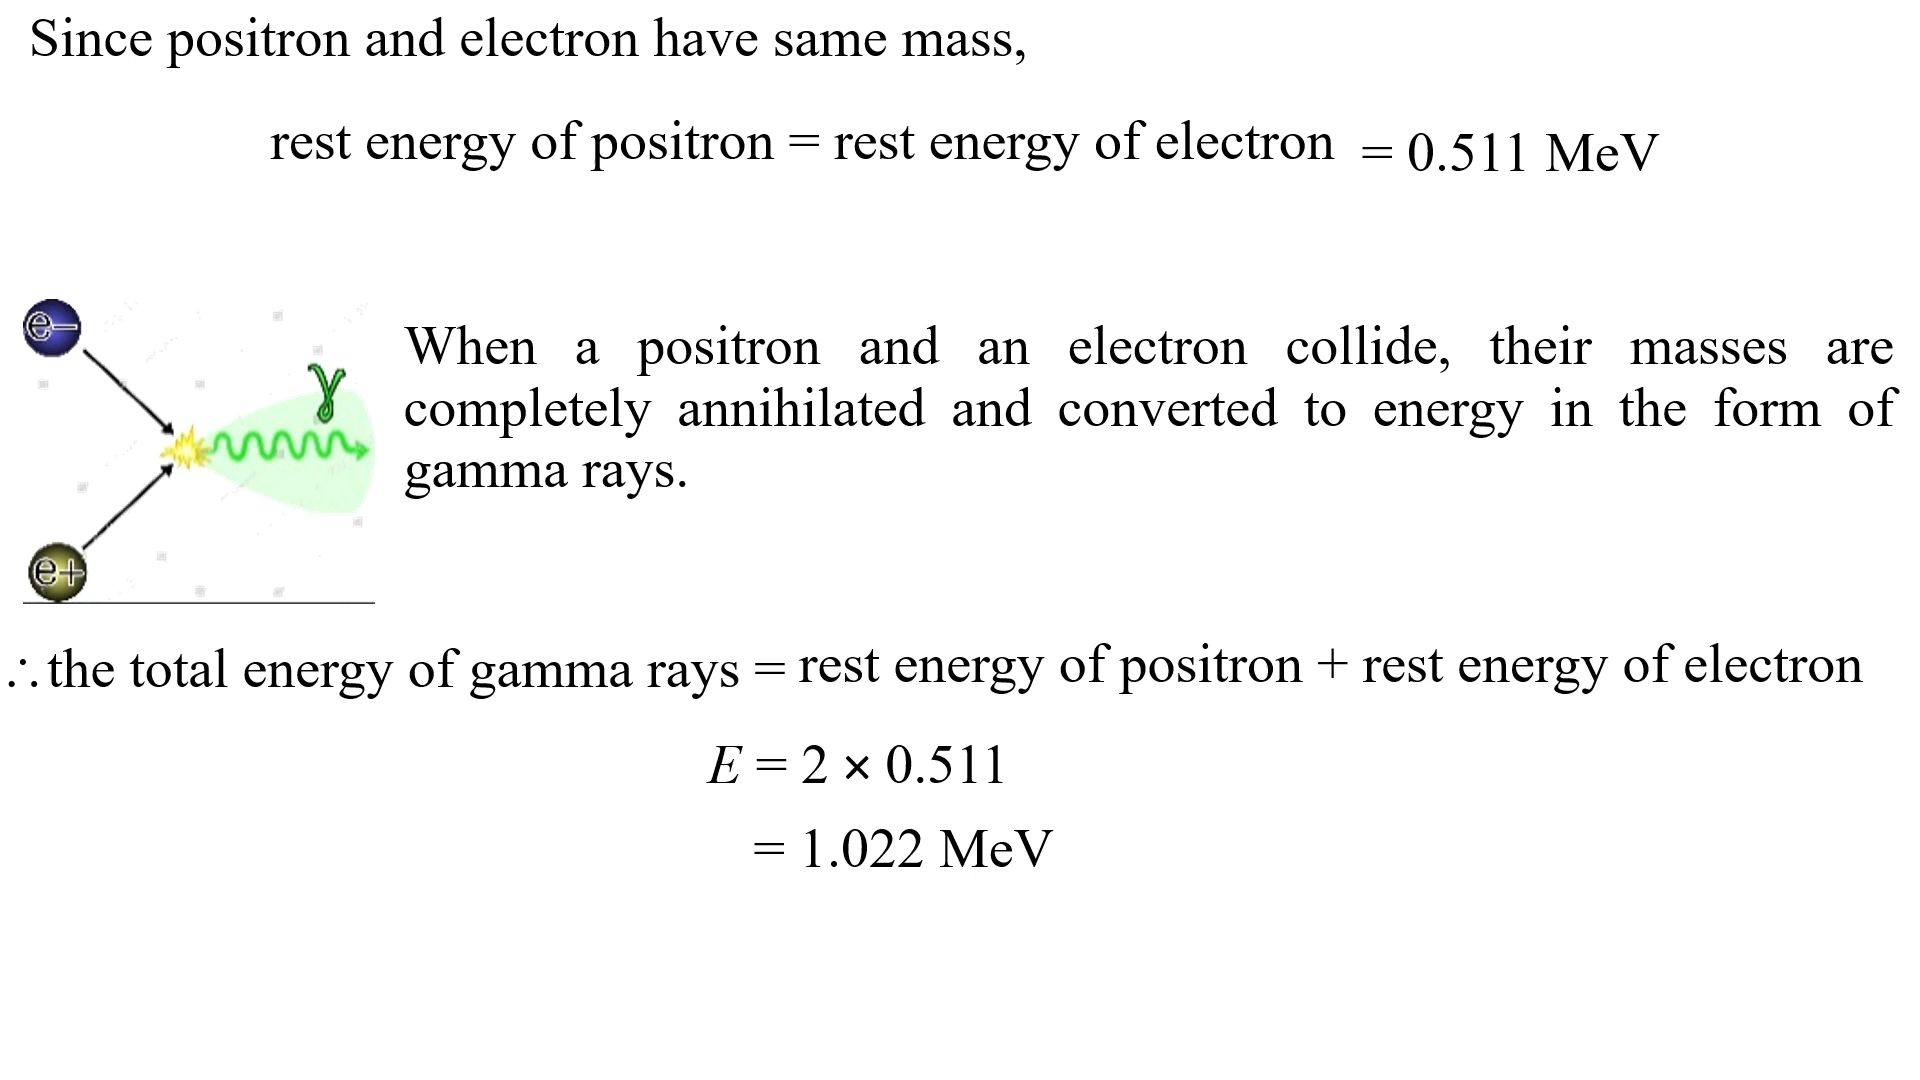 Since positron and electron have same mass,
rest energy of positron = rest energy of electron = 0.511 MeV
e−
γ
When a positron and an electron collide, their masses are
completely annihilated and converted to energy in the form of
gamma rays.
e+
∴ the total energy of gamma rays = rest energy of positron + rest energy of electron
E = 2 × 0.511
= 1.022 MeV